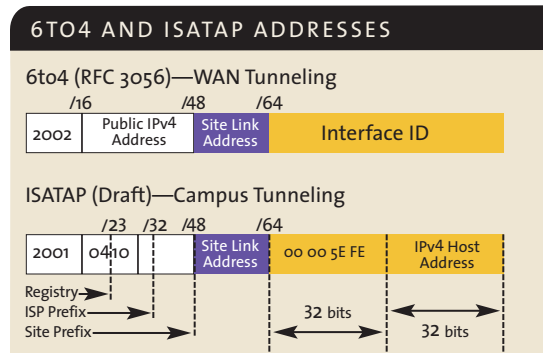 6TO4 AND ISATAP ADDRESSES
6to4 (RFC 3056)—WAN Tunneling
/16 /48 /64
2002 Public IPv4 Address Site Link Address Interface ID
ISATAP (Draft)—Campus Tunneling
/23 /32 /48 /64
2001 0410 Site Link Address 00 00 5E FE IPv4 Host Address
Registry
ISP Prefix
Site Prefix
32 bits
32 bits